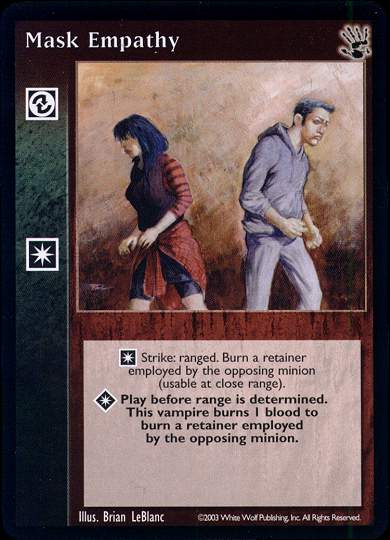 Mask Empathy
Strike: ranged. Burn a retainer
employed by the opposing minion
(usable at close range).
Play before range is determined.
This vampire burns 1 blood to
burn a retainer employed
by the opposing minion.
Illus. Brian LeBlanc
©2003 White Wolf Publishing, Inc. All Rights Reserved.